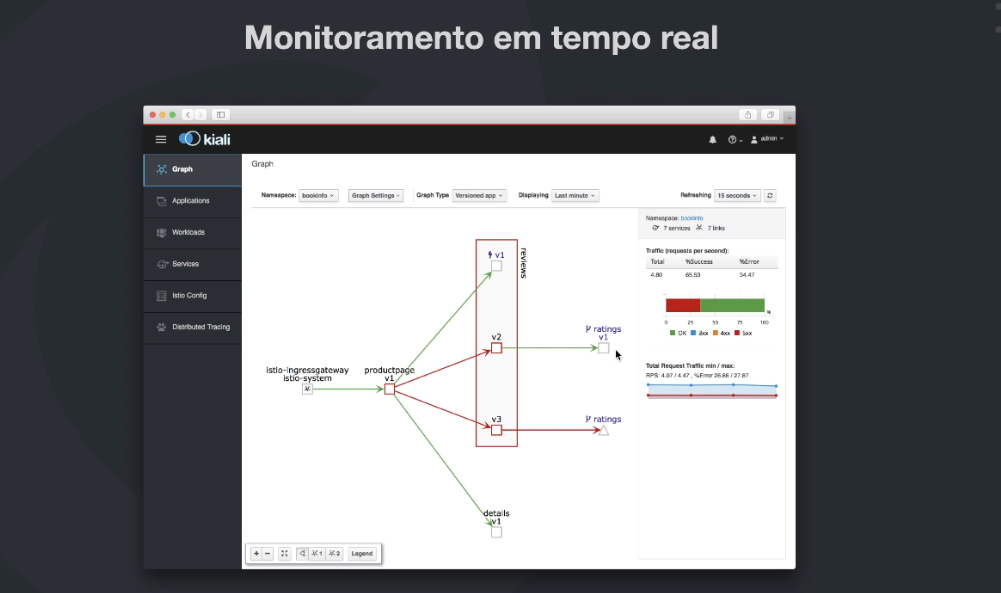 Monitoramento em tempo real
kiali
admin
Graph
Applications
Workloads
Services
Istio Config
Distributed Tracing
Graph
Namespace: bookinfo Graph Settings Graph Type Versioned app Displaying Last minute Refreshing 15 seconds
v1
reviews
v2
ratings
v1
istio-ingressgateway
istio-system
productpage
v1
v3
ratings
details
v1
Legend
Namespace: bookinfo
7 services 7 links
Traffic (requests per second):
Total %Success %Error
4.80 65.53 34.47
%
0 25 50 75 100
OK 3xx 4xx 5xx
Total Request Traffic min / max:
RPS: 4.07 / 4.47 , %Error 26.86 / 27.87
1
2